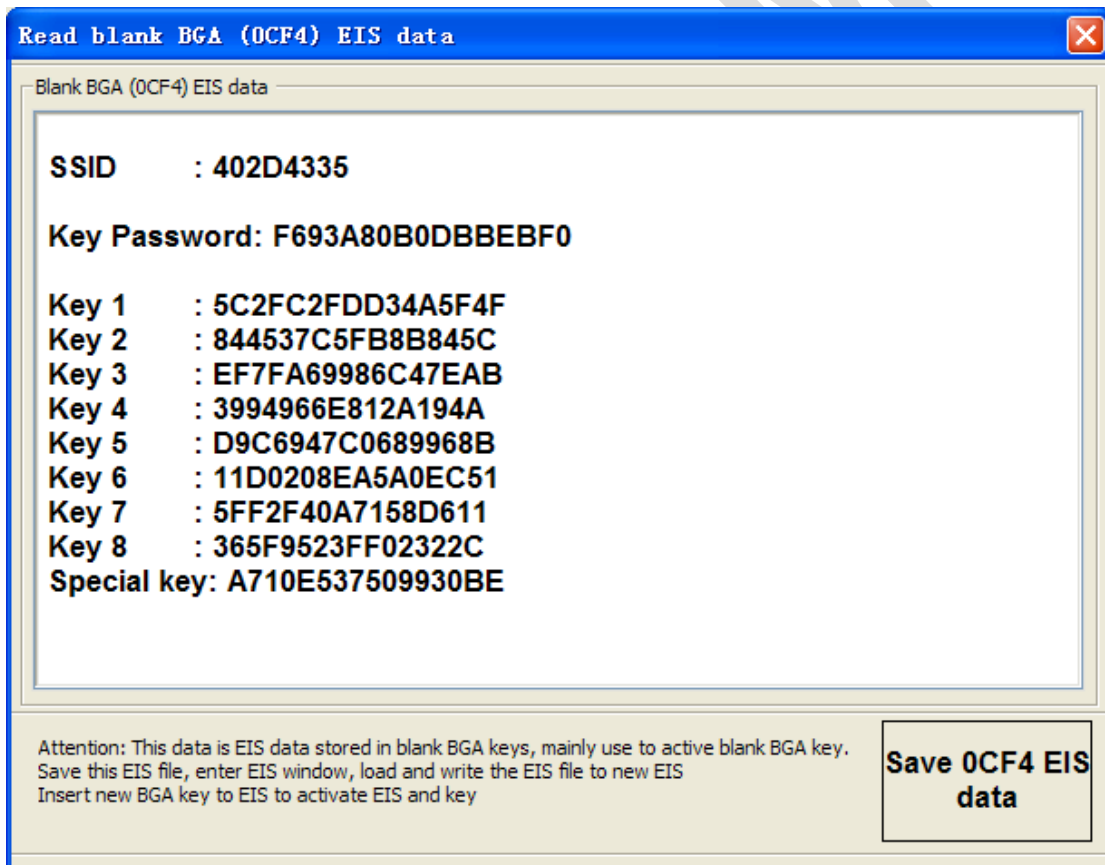 Read blank BGA (0CF4) EIS data
Blank BGA (0CF4) EIS data
SSID : 402D4335
Key Password: F693A80B0DBBEBF0
Key 1 : 5C2FC2FDD34A5F4F
Key 2 : 844537C5FB8B845C
Key 3 : EF7FA69986C47EAB
Key 4 : 3994966E812A194A
Key 5 : D9C6947C0689968B
Key 6 : 11D0208EA5A0EC51
Key 7 : 5FF2F40A7158D611
Key 8 : 365F9523FF02322C
Special key: A710E537509930BE
Attention: This data is EIS data stored in blank BGA keys, mainly use to active blank BGA key.
Save this EIS file, enter EIS window, load and write the EIS file to new EIS
Insert new BGA key to EIS to activate EIS and key
Save 0CF4 EIS
data